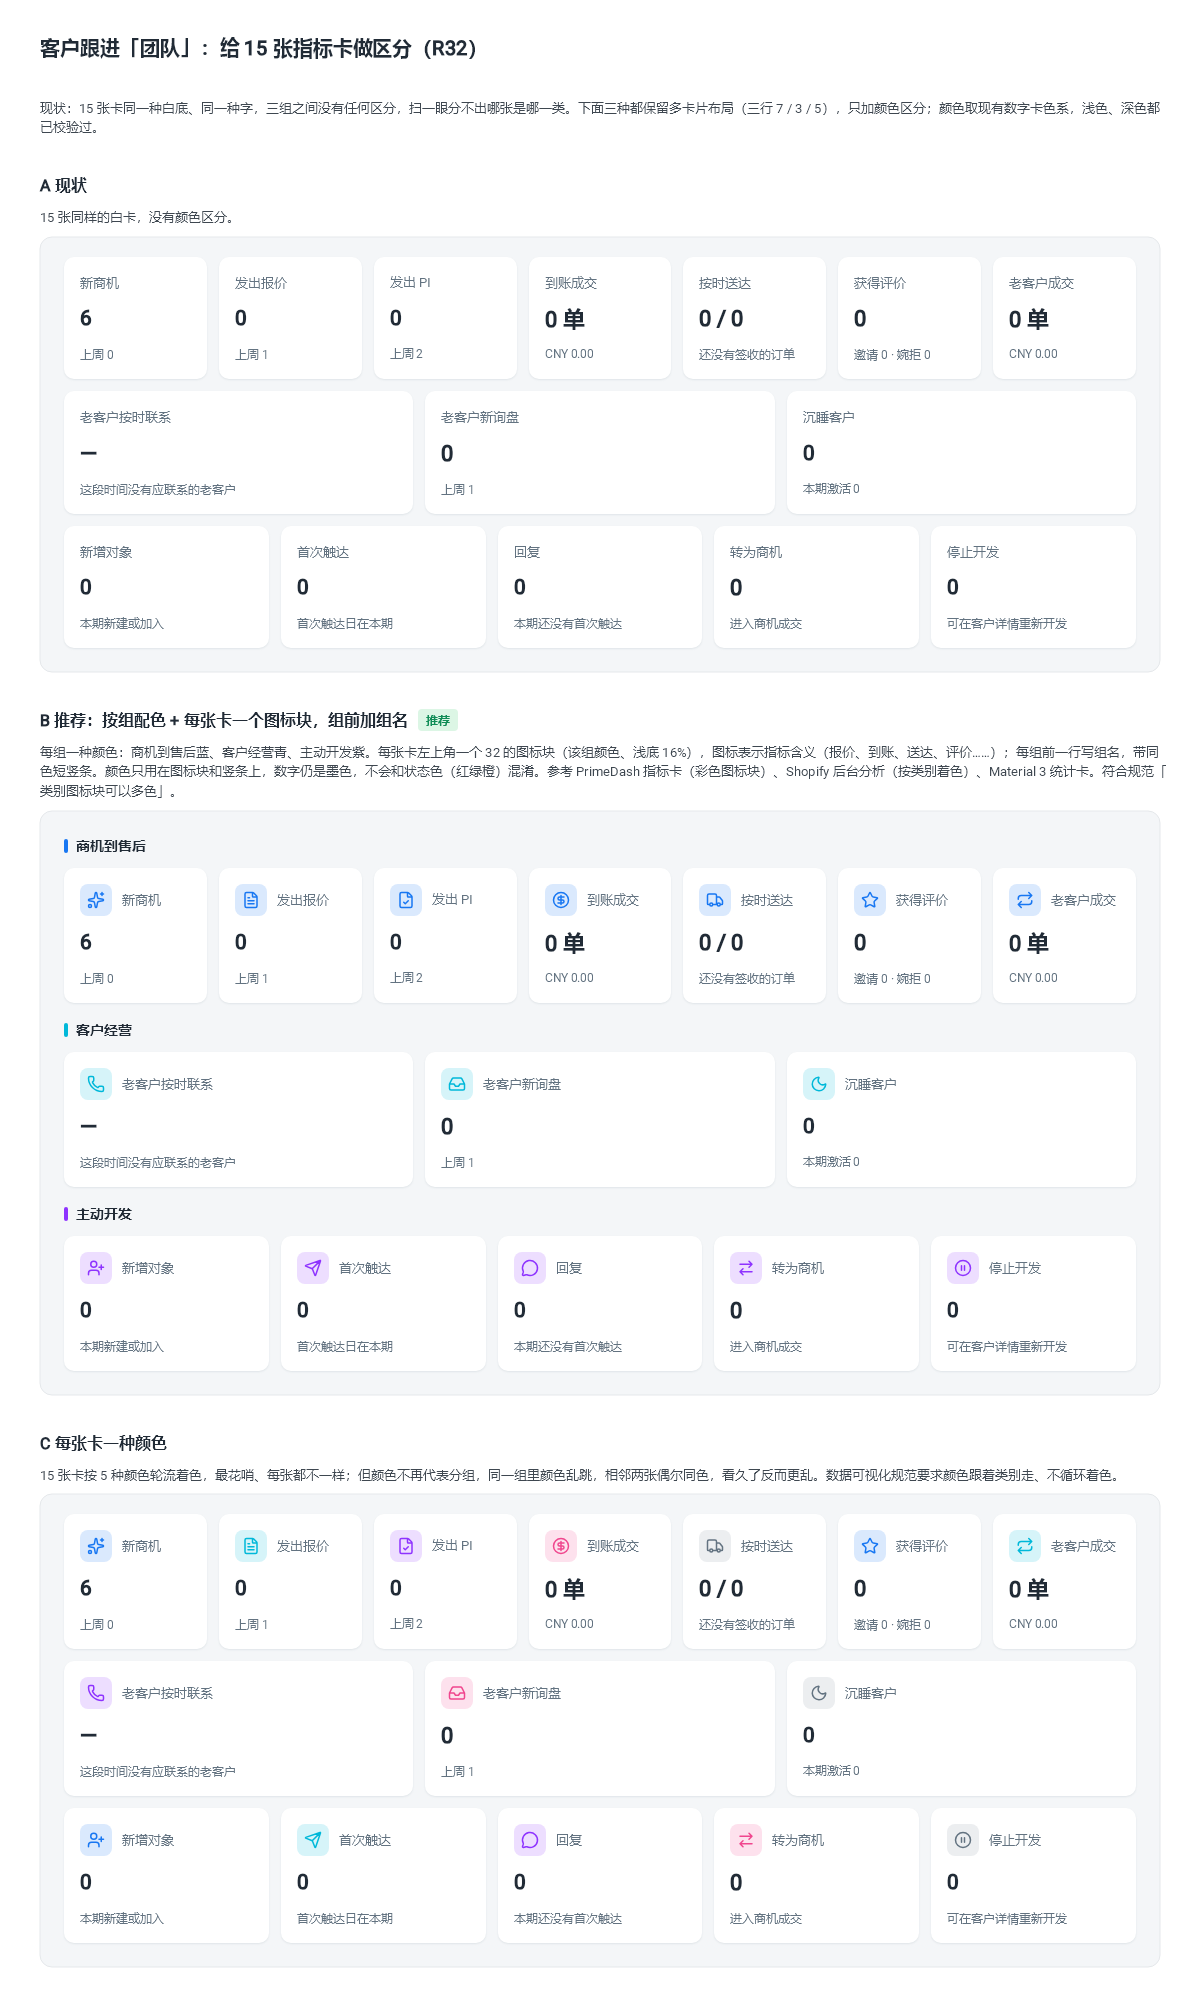 客户跟进「团队」：给 15 张指标卡做区分（R32）
现状：15 张卡同一种白底、同一种字，三组之间没有任何区分，扫一眼分不出哪张是哪一类。下面三种都保留多卡片布局（三行 7 / 3 / 5），只加颜色区分；颜色取现有数字卡色系，浅色、深色都
已校验过。
A 现状
15 张同样的白卡，没有颜色区分。
新商机 发出报价 发出 PI 到账成交 按时送达 获得评价 老客户成交
6 0 0 0 单 0 / 0 0 0 单
上周 0 上周 1 上周 2 CNY 0.00 还没有签收的订单 邀请 0 · 婉拒 0 CNY 0.00
老客户按时联系 老客户新询盘 沉睡客户
— 0 0
这段时间没有应联系的老客户 上周 1 本期激活 0
新增对象 首次触达 回复 转为商机 停止开发
0 0 0 0 0
本期新建或加入 首次触达日在本期 本期还没有首次触达 进入商机成交 可在客户详情重新开发
B 推荐：按组配色 + 每张卡一个图标块，组前加组名 推荐
每组一种颜色：商机到售后蓝、客户经营青、主动开发紫。每张卡左上角一个 32 的图标块（该组颜色、浅底 16%），图标表示指标含义（报价、到账、送达、评价……）；每组前一行写组名，带同
色短竖条。颜色只用在图标块和竖条上，数字仍是墨色，不会和状态色（红绿橙）混淆。参考 PrimeDash 指标卡（彩色图标块）、Shopify 后台分析（按类别着色）、Material 3 统计卡。符合规范「
类别图标块可以多色」。
商机到售后
新商机 发出报价 发出 PI 到账成交 按时送达 获得评价 老客户成交
6 0 0 0 单 0 / 0 0 0 单
上周 0 上周 1 上周 2 CNY 0.00 还没有签收的订单 邀请 0 · 婉拒 0 CNY 0.00
客户经营
老客户按时联系 老客户新询盘 沉睡客户
— 0 0
这段时间没有应联系的老客户 上周 1 本期激活 0
主动开发
新增对象 首次触达 回复 转为商机 停止开发
0 0 0 0 0
本期新建或加入 首次触达日在本期 本期还没有首次触达 进入商机成交 可在客户详情重新开发
C 每张卡一种颜色
15 张卡按 5 种颜色轮流着色，最花哨、每张都不一样；但颜色不再代表分组，同一组里颜色乱跳，相邻两张偶尔同色，看久了反而更乱。数据可视化规范要求颜色跟着类别走、不循环着色。
新商机 发出报价 发出 PI 到账成交 按时送达 获得评价 老客户成交
6 0 0 0 单 0 / 0 0 0 单
上周 0 上周 1 上周 2 CNY 0.00 还没有签收的订单 邀请 0 · 婉拒 0 CNY 0.00
老客户按时联系 老客户新询盘 沉睡客户
— 0 0
这段时间没有应联系的老客户 上周 1 本期激活 0
新增对象 首次触达 回复 转为商机 停止开发
0 0 0 0 0
本期新建或加入 首次触达日在本期 本期还没有首次触达 进入商机成交 可在客户详情重新开发